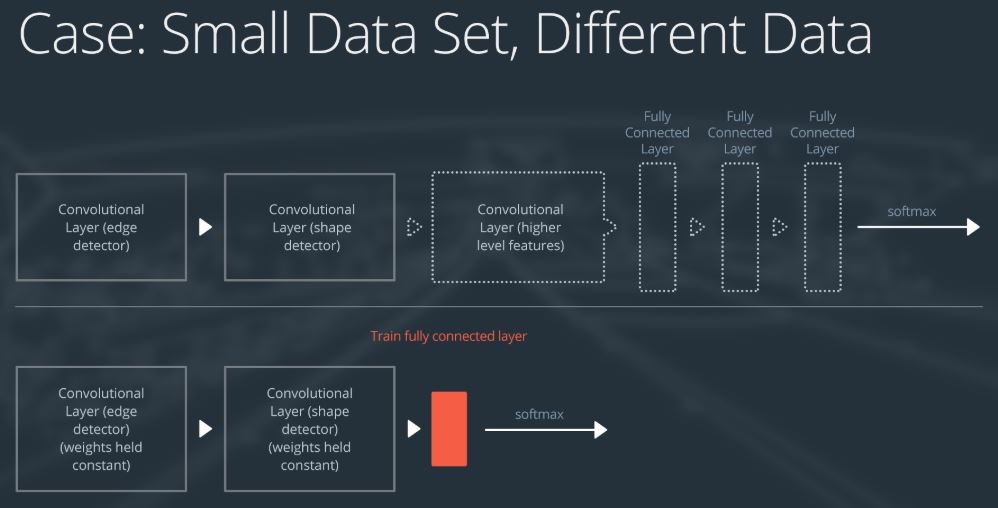 Case: Small Data Set, Different Data
Fully
Connected
Layer
Fully
Connected
Layer
Fully
Connected
Layer
Convolutional
Layer (edge
detector)
Convolutional
Layer (shape
detector)
Convolutional
Layer (higher
level features)
softmax
Train fully connected layer
Convolutional
Layer (edge
detector)
(weights held
constant)
Convolutional
Layer (shape
detector)
(weights held
constant)
softmax